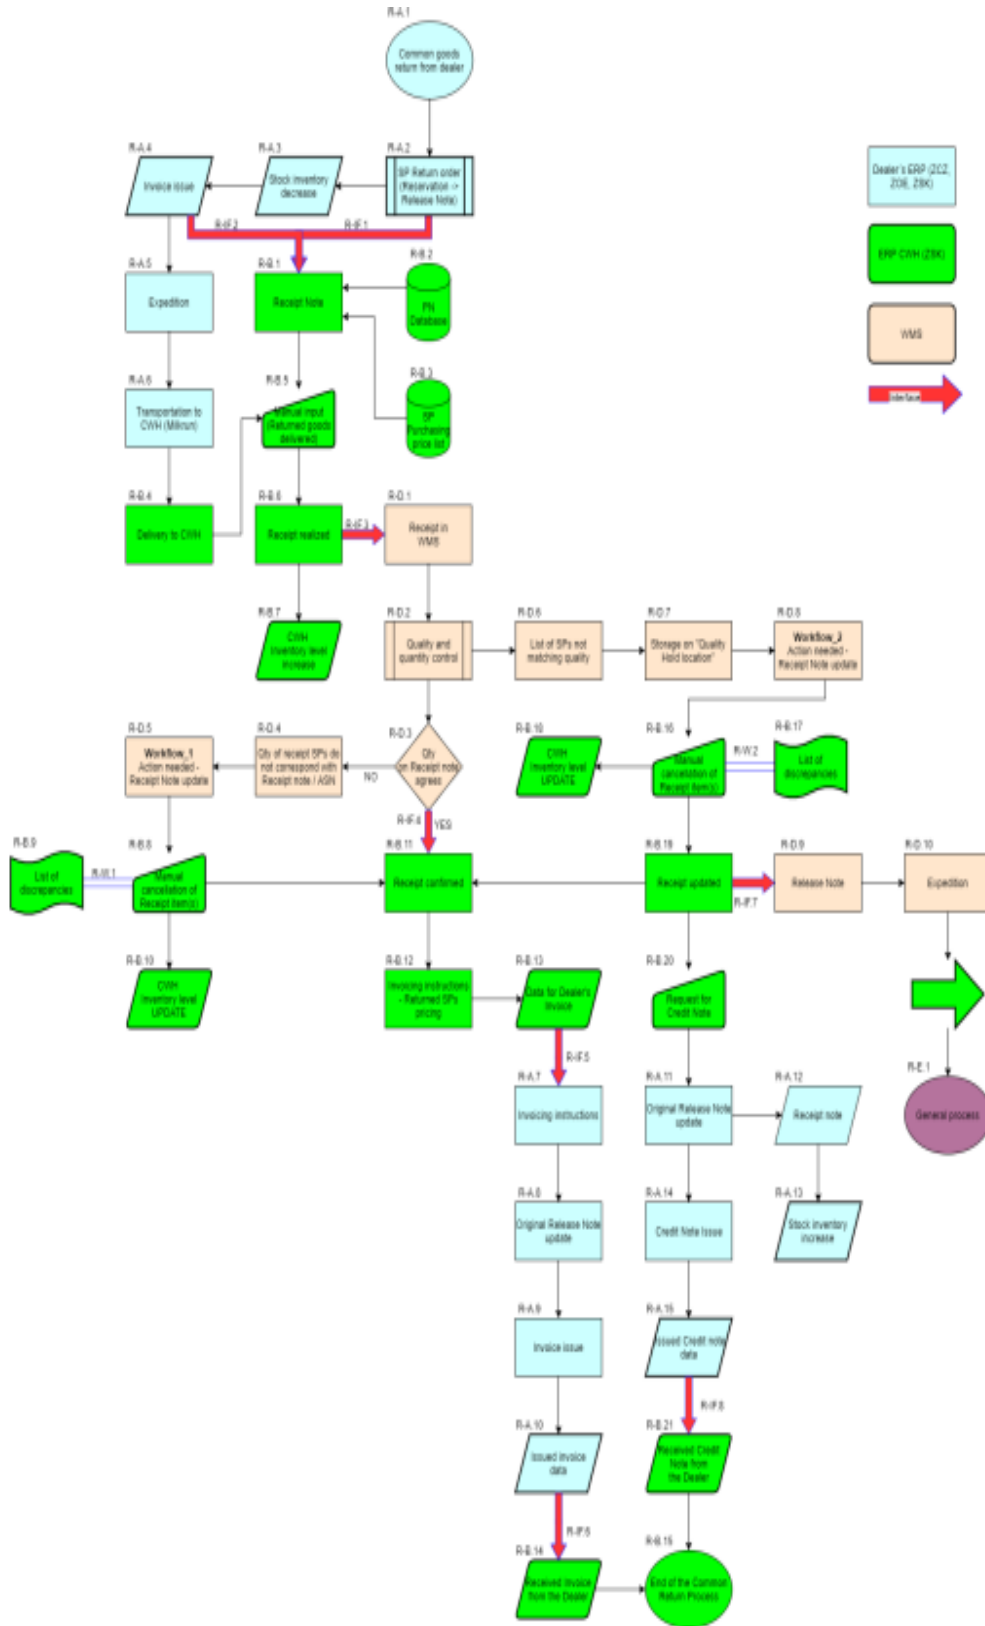 R-A.1
Common goods
return from dealer
R-A.4
R-A.3
R-A.2
Invoice issue
Stock inventory
decrease
SP Return order
(Reservation ->
Release Note)
Dealer's ERP (ZCZ,
R-IF.2
R-IF.1
R-A.5
R-B.1
R-B.2
ERP CWH (ZSK)
Expedition
Receipt Note
PN
Database
WMS
R-A.6
R-B.5
R-B.3
Interface
Transportation to
CWH (Milkrun)
Manual input
(Returned goods
delivered)
SP
Purchasing
price list
R-B.4
R-B.6
R-D.1
Delivery to CWH
Receipt realized
R-IF.3
Receipt in
WMS
R-B.7
R-D.2
R-D.6
R-D.7
R-D.8
CWH
Inventory level
increase
Quality and
quantity control
List of SPs not
matching quality
Storage on "Quality
Hold location"
Workflow_2
Action needed -
Receipt Note update
R-D.5
R-D.4
R-D.3
R-B.18
R-B.16
R-B.17
Workflow_1
Action needed -
Receipt Note update
Qty of receipt SPs do
not correspond with
Receipt note / ASN
NO
Qty
on Receipt note
agrees
CWH
Inventory level
UPDATE
Manual
cancellation of
Receipt item(s)
R-W.2
List of
discrepancies
R-IF.4
YES
R-B.9
R-B.8
R-B.11
R-B.19
R-D.9
R-D.10
List of
discrepancies
R-W.1
Manual
cancellation of
Receipt item(s)
Receipt confirmed
Receipt updated
R-IF.7
Release Note
Expedition
R-B.10
R-B.12
R-B.13
R-B.20
CWH
Inventory level
UPDATE
Invoicing instructions
- Returned SPs
pricing
Data for Dealer's
Invoice
Request for
Credit Note
R-IF.5
R-A.7
R-A.11
R-A.12
R-E.1
Invoicing instructions
Original Release Note
update
Receipt note
General process
R-A.8
R-A.14
R-A.13
Original Release Note
update
Credit Note Issue
Stock inventory
increase
R-A.9
R-A.15
Invoice issue
Issued Credit note
data
R-IF.8
R-A.10
R-B.21
Issued invoice
data
Received Credit
Note from
the Dealer
R-IF.6
R-B.14
R-B.15
Received Invoice
from the Dealer
End of the Common
Return Process